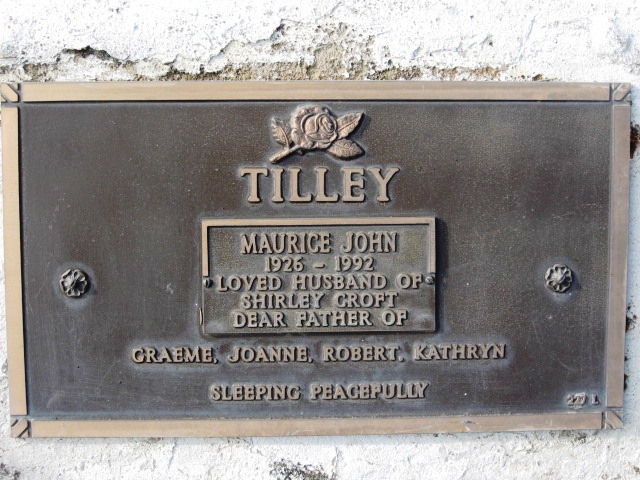 TILLEY
MAURICE JOHN
1926 – 1992
LOVED HUSBAND OF
SHIRLEY CROFT
DEAR FATHER OF
GRAEME, JOANNE, ROBERT, KATHRYN
SLEEPING PEACEFULLY